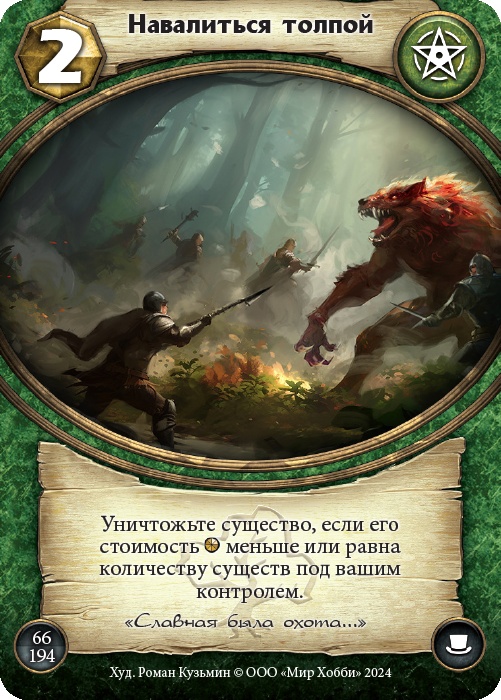 Навалиться толпой
2
Уничтожьте существо, если его
стоимость меньше или равна
количеству существ под вашим
контролем.
«Славная была охота...»
66
194
Худ. Роман Кузьмин © ООО «Мир Хобби» 2024